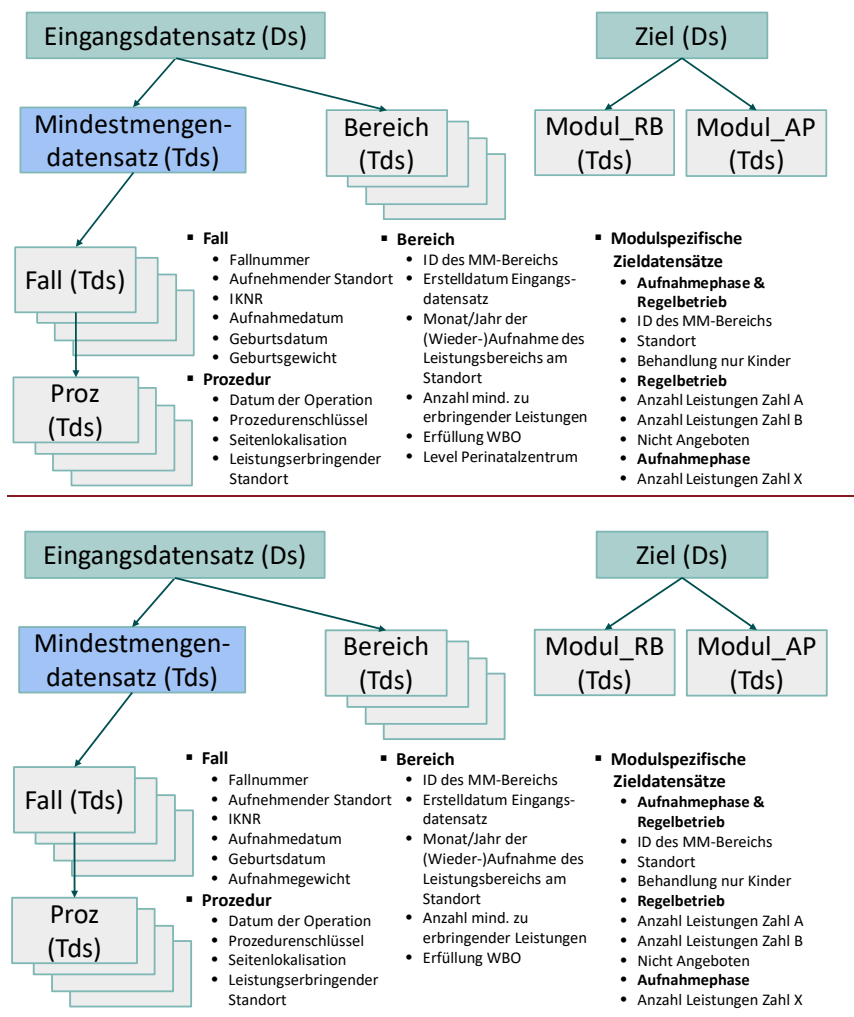 Eingangsdatensatz (Ds)
Ziel (Ds)
Mindestmengen-
datensatz (Tds)
Bereich
(Tds)
Modul_RB
(Tds)
Modul_AP
(Tds)
Fall (Tds)
Proz
(Tds)
▪ Fall
• Fallnummer
• Aufnehmender Standort
• IKNR
• Aufnahmedatum
• Geburtsdatum
• Geburtsgewicht
▪ Prozedur
• Datum der Operation
• Prozedurenschlüssel
• Seitenlokalisation
• Leistungserbringender
Standort
▪ Bereich
• ID des MM-Bereichs
• Erstelldatum Eingangs-
datensatz
• Monat/Jahr der
(Wieder-)Aufnahme des
Leistungsbereichs am
Standort
• Anzahl mind. zu
erbringender Leistungen
• Erfüllung WBO
• Level Perinatalzentrum
▪ Modulspezifische
Zieldatensätze
• Aufnahmephase &
Regelbetrieb
• ID des MM-Bereichs
• Standort
• Behandlung nur Kinder
• Regelbetrieb
• Anzahl Leistungen Zahl A
• Anzahl Leistungen Zahl B
• Nicht Angeboten
• Aufnahmephase
• Anzahl Leistungen Zahl X
Eingangsdatensatz (Ds)
Ziel (Ds)
Mindestmengen-
datensatz (Tds)
Bereich
(Tds)
Modul_RB
(Tds)
Modul_AP
(Tds)
Fall (Tds)
Proz
(Tds)
▪ Fall
• Fallnummer
• Aufnehmender Standort
• IKNR
• Aufnahmedatum
• Geburtsdatum
• Aufnahmegewicht
▪ Prozedur
• Datum der Operation
• Prozedurenschlüssel
• Seitenlokalisation
• Leistungserbringender
Standort
▪ Bereich
• ID des MM-Bereichs
• Erstelldatum Eingangs-
datensatz
• Monat/Jahr der
(Wieder-)Aufnahme des
Leistungsbereichs am
Standort
• Anzahl mind. zu
erbringender Leistungen
• Erfüllung WBO
▪ Modulspezifische
Zieldatensätze
• Aufnahmephase &
Regelbetrieb
• ID des MM-Bereichs
• Standort
• Behandlung nur Kinder
• Regelbetrieb
• Anzahl Leistungen Zahl A
• Anzahl Leistungen Zahl B
• Nicht Angeboten
• Aufnahmephase
• Anzahl Leistungen Zahl X